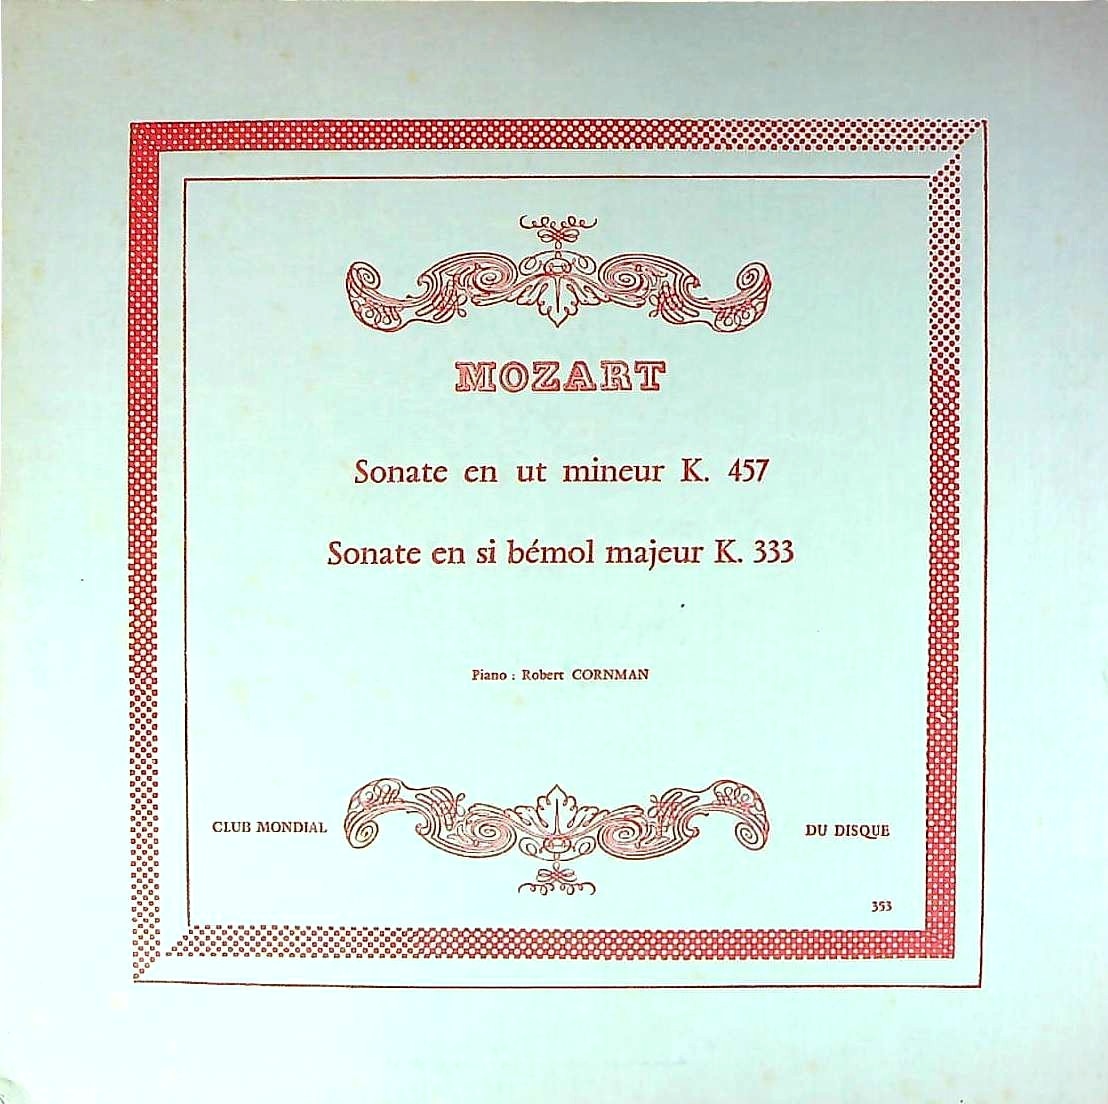 MOZART
Sonate en ut mineur K. 457
Sonate en si bémol majeur K. 333
Piano : Robert CORNMAN
CLUB MONDIAL DU DISQUE
353